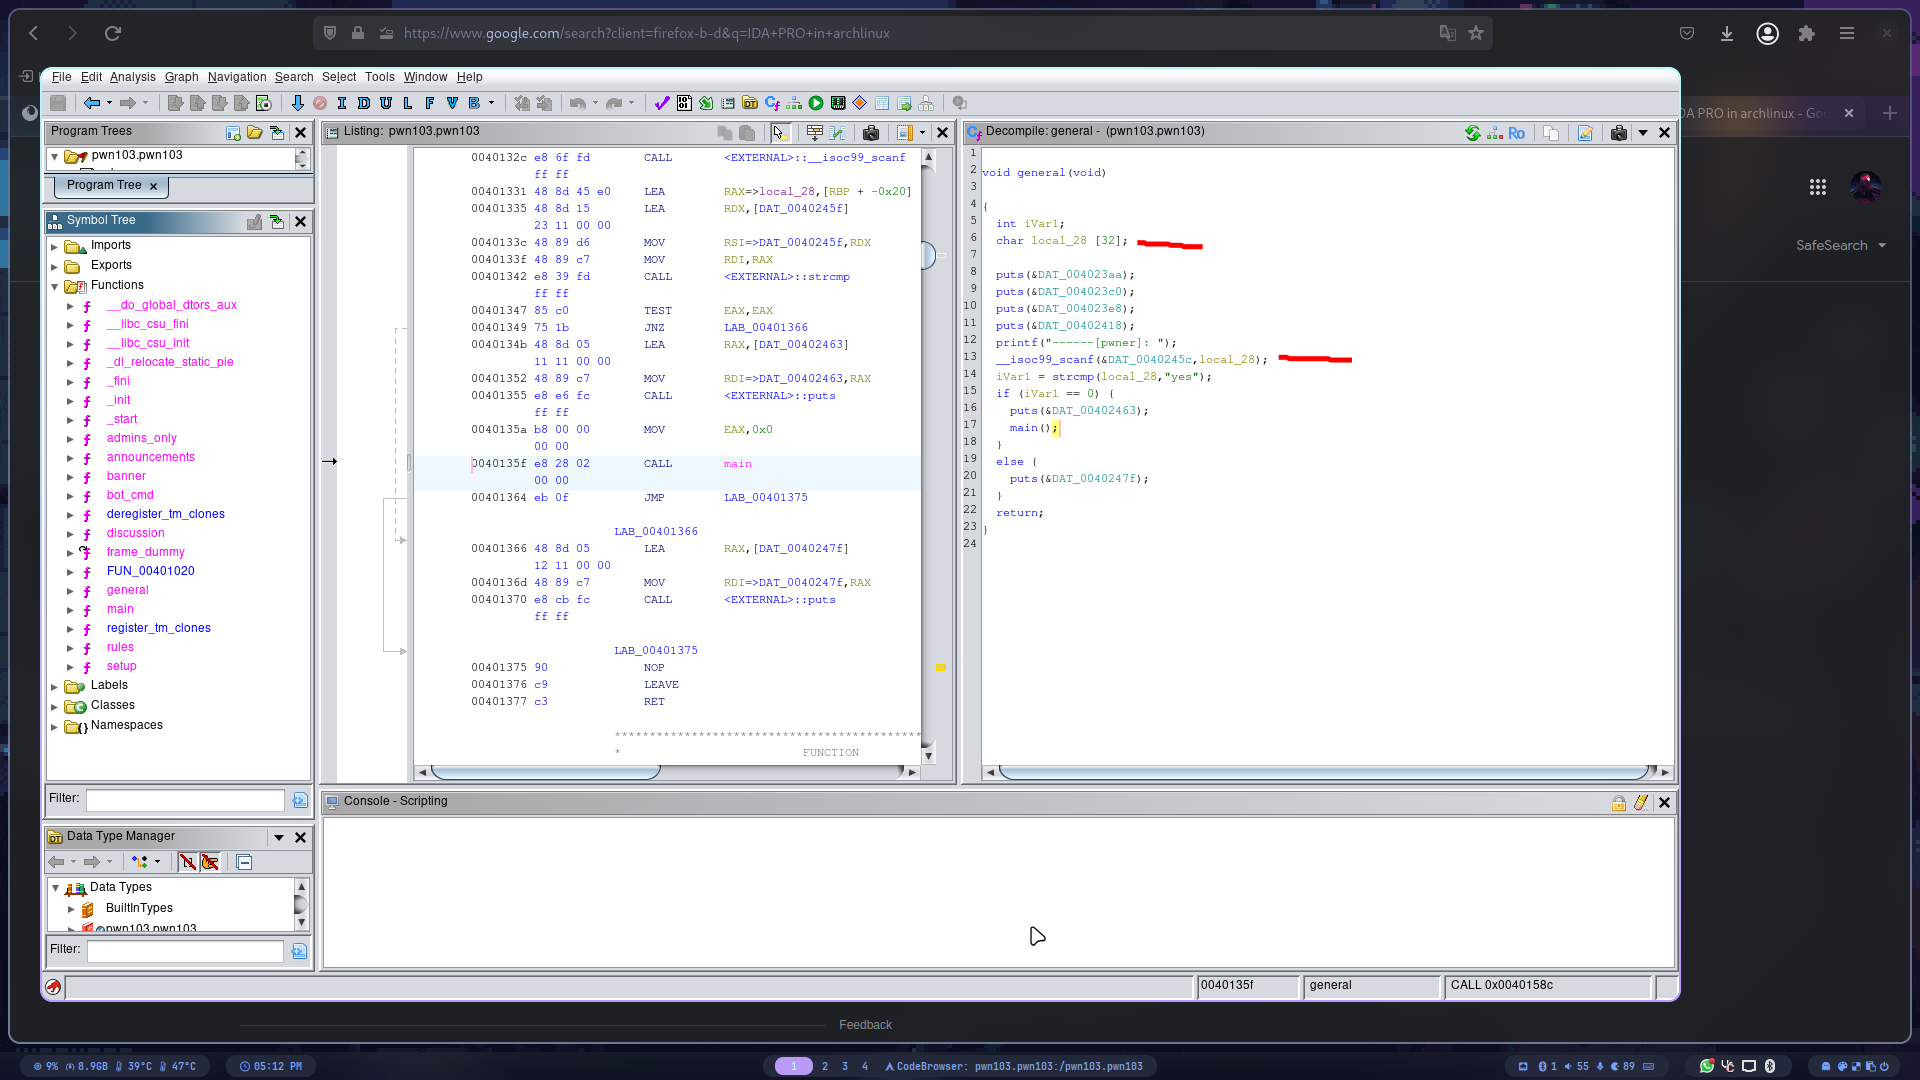 https://www.google.com/search?client=firefox-b-d&q=IDA+PRO+in+archlinux
DA PRO in archlinux - Go
SafeSearch
File Edit Analysis Graph Navigation Search Select Tools Window Help
Program Trees
pwn103.pwn103
Program Tree
Symbol Tree
Imports
Exports
Functions
__do_global_dtors_aux
__libc_csu_fini
__libc_csu_init
_dl_relocate_static_pie
_fini
_init
_start
admins_only
announcements
banner
bot_cmd
deregister_tm_clones
discussion
frame_dummy
FUN_00401020
general
main
register_tm_clones
rules
setup
Labels
Classes
Namespaces
Filter:
Data Type Manager
Data Types
BuiltInTypes
pwn103.pwn103
Filter:
Listing: pwn103.pwn103
0040132c e8 6f fd CALL <EXTERNAL>::__isoc99_scanf
ff ff
00401331 48 8d 45 e0 LEA RAX=>local_28,[RBP + -0x20]
00401335 48 8d 15 LEA RDX,[DAT_0040245f]
23 11 00 00
0040133c 48 89 d6 MOV RSI=>DAT_0040245f,RDX
0040133f 48 89 c7 MOV RDI,RAX
00401342 e8 39 fd CALL <EXTERNAL>::strcmp
ff ff
00401347 85 c0 TEST EAX,EAX
00401349 75 1b JNZ LAB_00401366
0040134b 48 8d 05 LEA RAX,[DAT_00402463]
11 11 00 00
00401352 48 89 c7 MOV RDI=>DAT_00402463,RAX
00401355 e8 e6 fc CALL <EXTERNAL>::puts
ff ff
0040135a b8 00 00 MOV EAX,0x0
00 00
0040135f e8 28 02 CALL main
00 00
00401364 eb 0f JMP LAB_00401375
LAB_00401366
00401366 48 8d 05 LEA RAX,[DAT_0040247f]
12 11 00 00
0040136d 48 89 c7 MOV RDI=>DAT_0040247f,RAX
00401370 e8 cb fc CALL <EXTERNAL>::puts
ff ff
LAB_00401375
00401375 90 NOP
00401376 c9 LEAVE
00401377 c3 RET
********************************************
* FUNCTION
Decompile: general - (pwn103.pwn103)
1
2 void general(void)
3
4 {
5 int iVar1;
6 char local_28 [32];
7
8 puts(&DAT_004023aa);
9 puts(&DAT_004023c0);
10 puts(&DAT_004023e8);
11 puts(&DAT_00402418);
12 printf("------[pwner]: ");
13 __isoc99_scanf(&DAT_0040245c,local_28);
14 iVar1 = strcmp(local_28,"yes");
15 if (iVar1 == 0) {
16 puts(&DAT_00402463);
17 main();
18 }
19 else {
20 puts(&DAT_0040247f);
21 }
22 return;
23 }
24
Console - Scripting
0040135f general CALL 0x0040158c
Feedback
9% 8.9GB 39°C 47°C 05:12 PM 1 2 3 4 CodeBrowser: pwn103.pwn103:/pwn103.pwn103 1 55 89